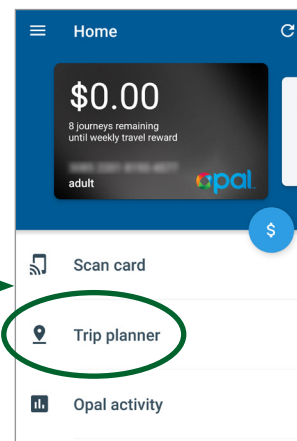 Home
$0.00
8 journeys remaining
until weekly travel reward
adult
opal
$
Scan card
Trip planner
Opal activity